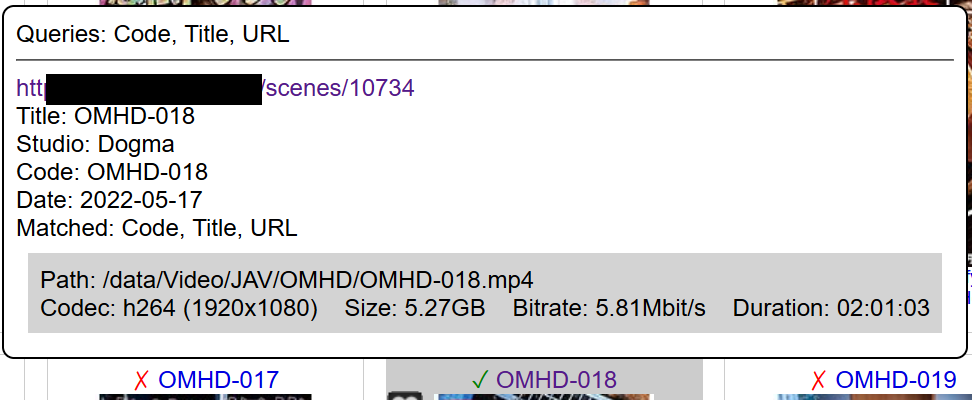 Queries: Code, Title, URL
htt /scenes/10734
Title: OMHD-018
Studio: Dogma
Code: OMHD-018
Date: 2022-05-17
Matched: Code, Title, URL
Path: /data/Video/JAV/OMHD/OMHD-018.mp4
Codec: h264 (1920x1080) Size: 5.27GB Bitrate: 5.81Mbit/s Duration: 02:01:03
✗ OMHD-017 ✓ OMHD-018 ✗ OMHD-019